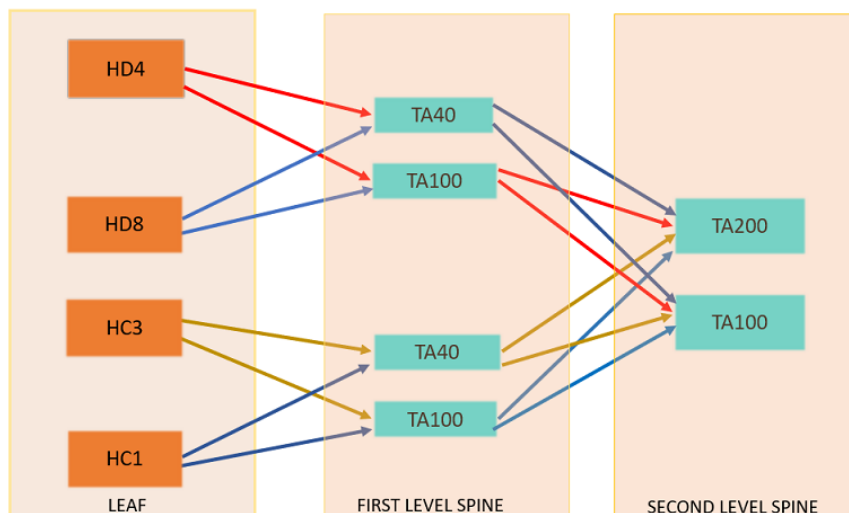 HD4
HD8
HC3
HC1
LEAF
TA40
TA100
TA40
TA100
FIRST LEVEL SPINE
TA200
TA100
SECOND LEVEL SPINE